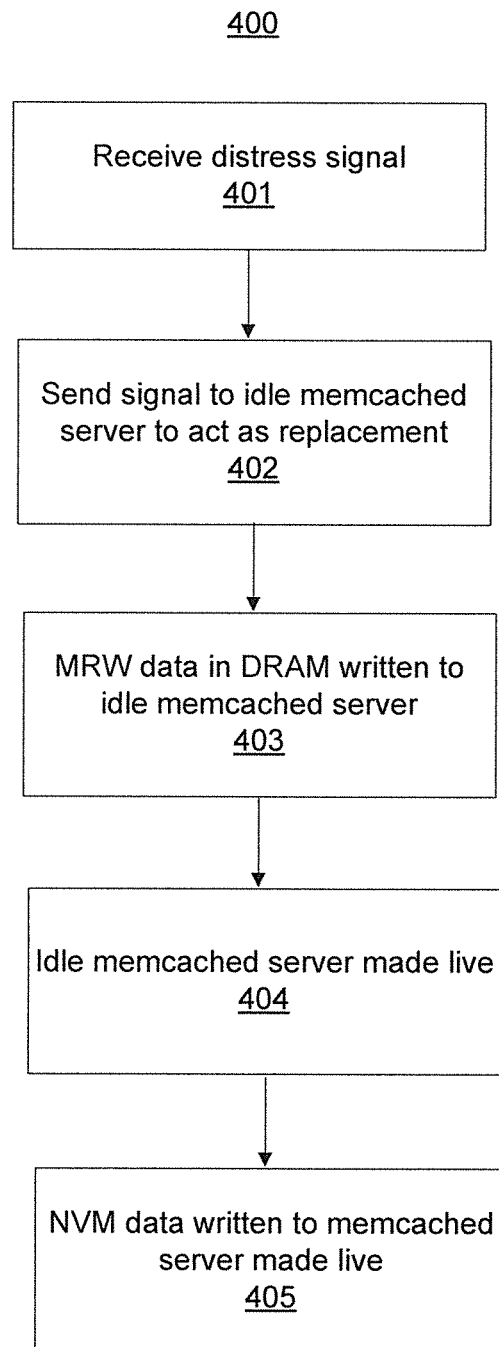 400
Receive distress signal
401
Send signal to idle memcached
server to act as replacement
402
MRW data in DRAM written to
idle memcached server
403
Idle memcached server made live
404
NVM data written to memcached
server made live
405